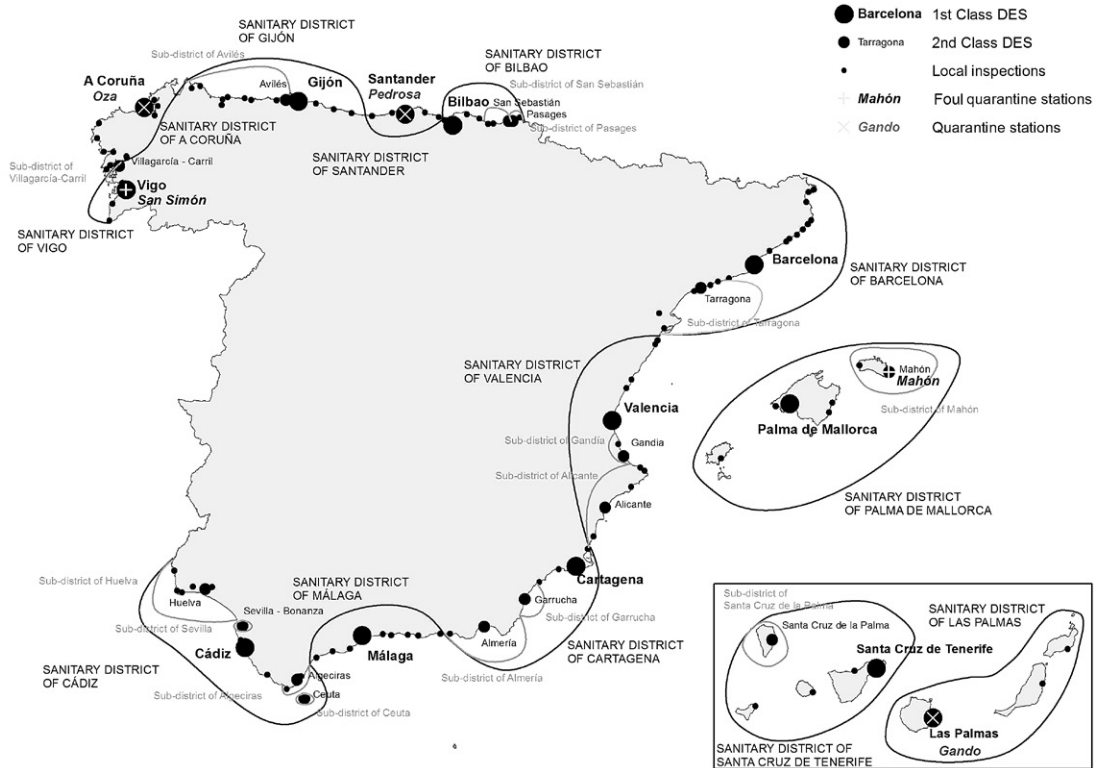 Barcelona 1st Class DES
Tarragona 2nd Class DES
Local inspections
Mahón Foul quarantine stations
Gando Quarantine stations
SANITARY DISTRICT
OF GIJÓN
Sub-district of Avilés
SANITARY DISTRICT
OF BILBAO
Sub-district of San Sebastián
A Coruña
Oza
Avilés
Gijón
Santander
Pedrosa
Bilbao
San Sebastián
Pasages
Sub-district of Pasages
SANITARY DISTRICT
OF A CORUÑA
SANITARY DISTRICT
OF SANTANDER
Sub-district of
Villagarcía-Carril
Villagarcía - Carril
Vigo
San Simón
SANITARY DISTRICT
OF VIGO
Barcelona
SANITARY DISTRICT
OF BARCELONA
Tarragona
Sub-district of Tarragona
SANITARY DISTRICT
OF VALENCIA
Mahón
Mahón
Sub-district of Mahón
Valencia
Palma de Mallorca
Sub-district of Gandía
Gandía
Sub-district of Alicante
Alicante
SANITARY DISTRICT
OF PALMA DE MALLORCA
Cartagena
SANITARY DISTRICT
OF MÁLAGA
Sub-district of Huelva
Huelva
Garrucha
Sub-district of Garrucha
Sevilla - Bonanza
Sub-district of Sevilla
Almería
Cádiz
Málaga
SANITARY DISTRICT
OF CARTAGENA
SANITARY DISTRICT
OF CÁDIZ
Algeciras
Sub-district of Almería
Sub-district of Algeciras
Ceuta
Sub-district of Ceuta
Sub-district of
Santa Cruz de la Palma
Santa Cruz de la Palma
SANITARY DISTRICT
OF LAS PALMAS
Santa Cruz de Tenerife
Las Palmas
Gando
SANITARY DISTRICT OF
SANTA CRUZ DE TENERIFE